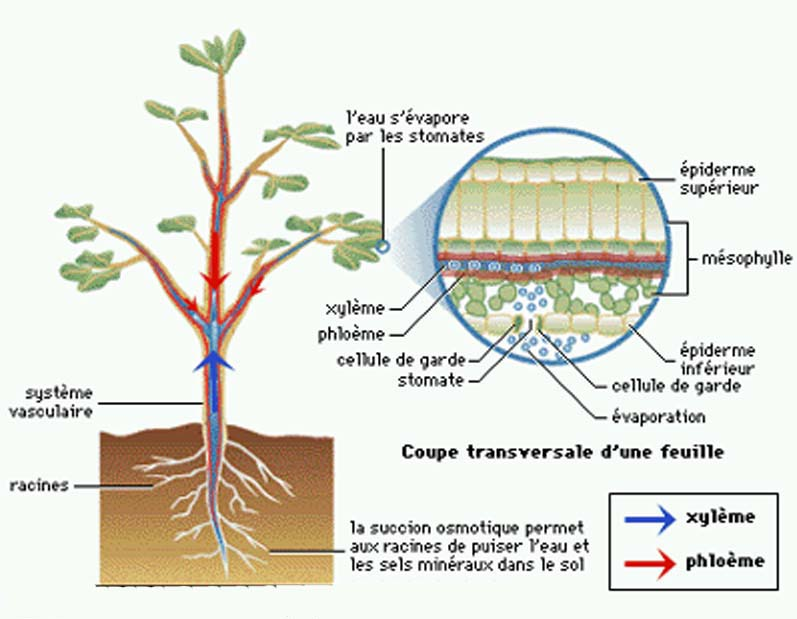 l'eau s'évapore
par les stomates
épiderme
supérieur
mésophylle
xylème
phloème
cellule de garde
stomate
épiderme
inférieur
cellule de garde
évaporation
système
vasculaire
Coupe transversale d'une feuille
racines
la succion osmotique permet
aux racines de puiser l'eau et
les sels minéraux dans le sol
xylème
phloème